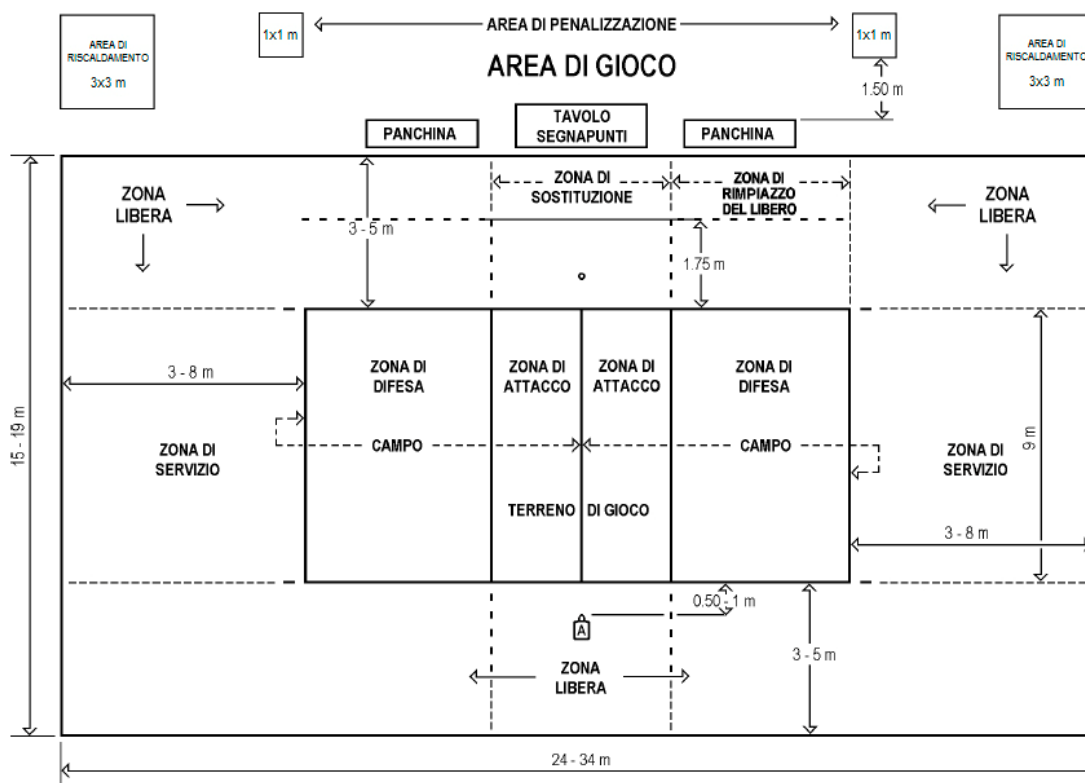 AREA DI PENALIZZAZIONE
1x1 m
1x1 m
AREA DI
RISCALDAMENTO
3x3 m
AREA DI
RISCALDAMENTO
3x3 m
AREA DI GIOCO
1.50 m
TAVOLO
SEGNAPUNTI
PANCHINA
PANCHINA
ZONA
LIBERA
ZONA DI
SOSTITUZIONE
ZONA DI
RIMPIAZZO
DEL LIBERO
ZONA
LIBERA
3 - 5 m
1.75 m
ZONA DI
DIFESA
ZONA DI
ATTACCO
ZONA DI
ATTACCO
ZONA DI
DIFESA
3 - 8 m
15 - 19 m
9 m
ZONA DI
SERVIZIO
CAMPO
CAMPO
ZONA DI
SERVIZIO
TERRENO DI GIOCO
3 - 8 m
0.50 - 1 m
A
3 - 5 m
ZONA
LIBERA
24 - 34 m